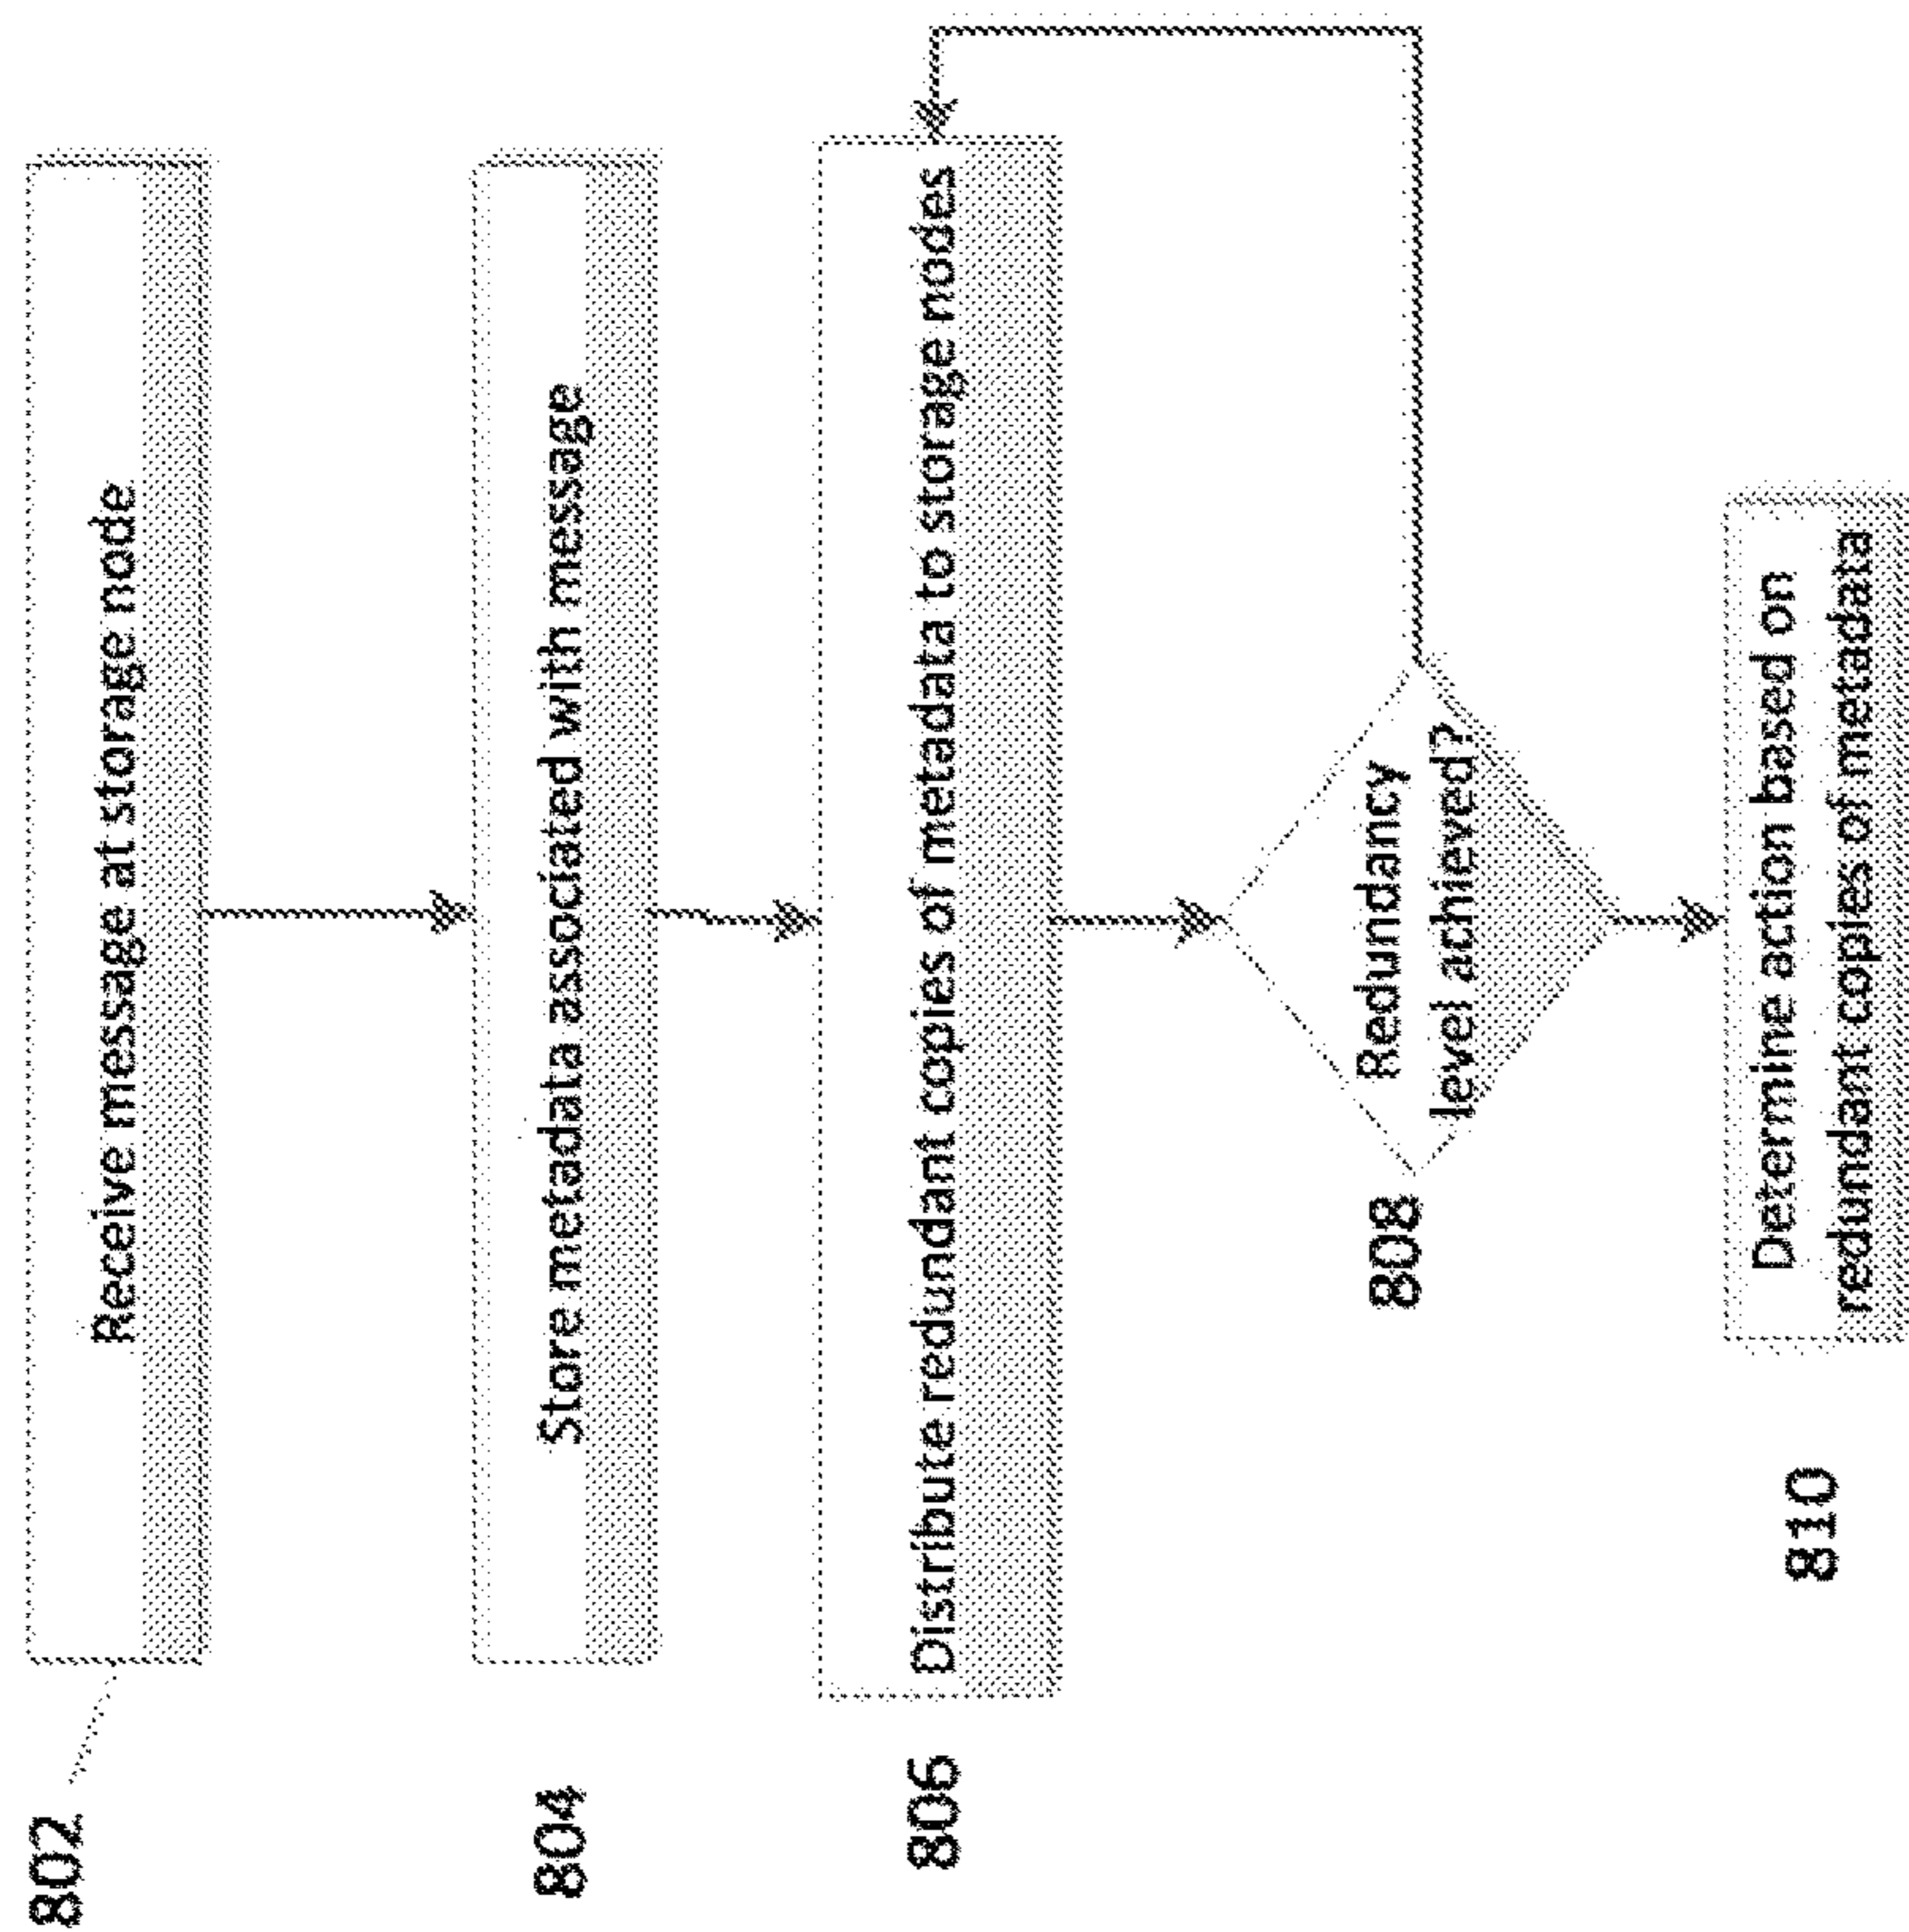 802
Receive message at storage node
804
Store metadata associated with message
806
Distribute redundant copies of metadata to storage nodes
808
Redundancy
level achieved?
810
Determine action based on
redundant copies of metadata